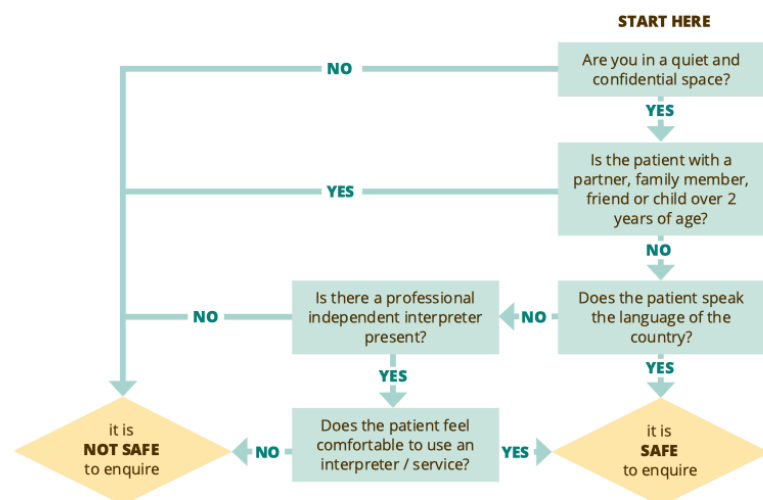 START HERE
Are you in a quiet and
confidential space?
NO
YES
Is the patient with a
partner, family member,
friend or child over 2
years of age?
YES
NO
Does the patient speak
the language of the
country?
NO
Is there a professional
independent interpreter
present?
NO
YES
YES
Does the patient feel
comfortable to use an
interpreter / service?
NO
YES
it is
NOT SAFE
to enquire
it is
SAFE
to enquire